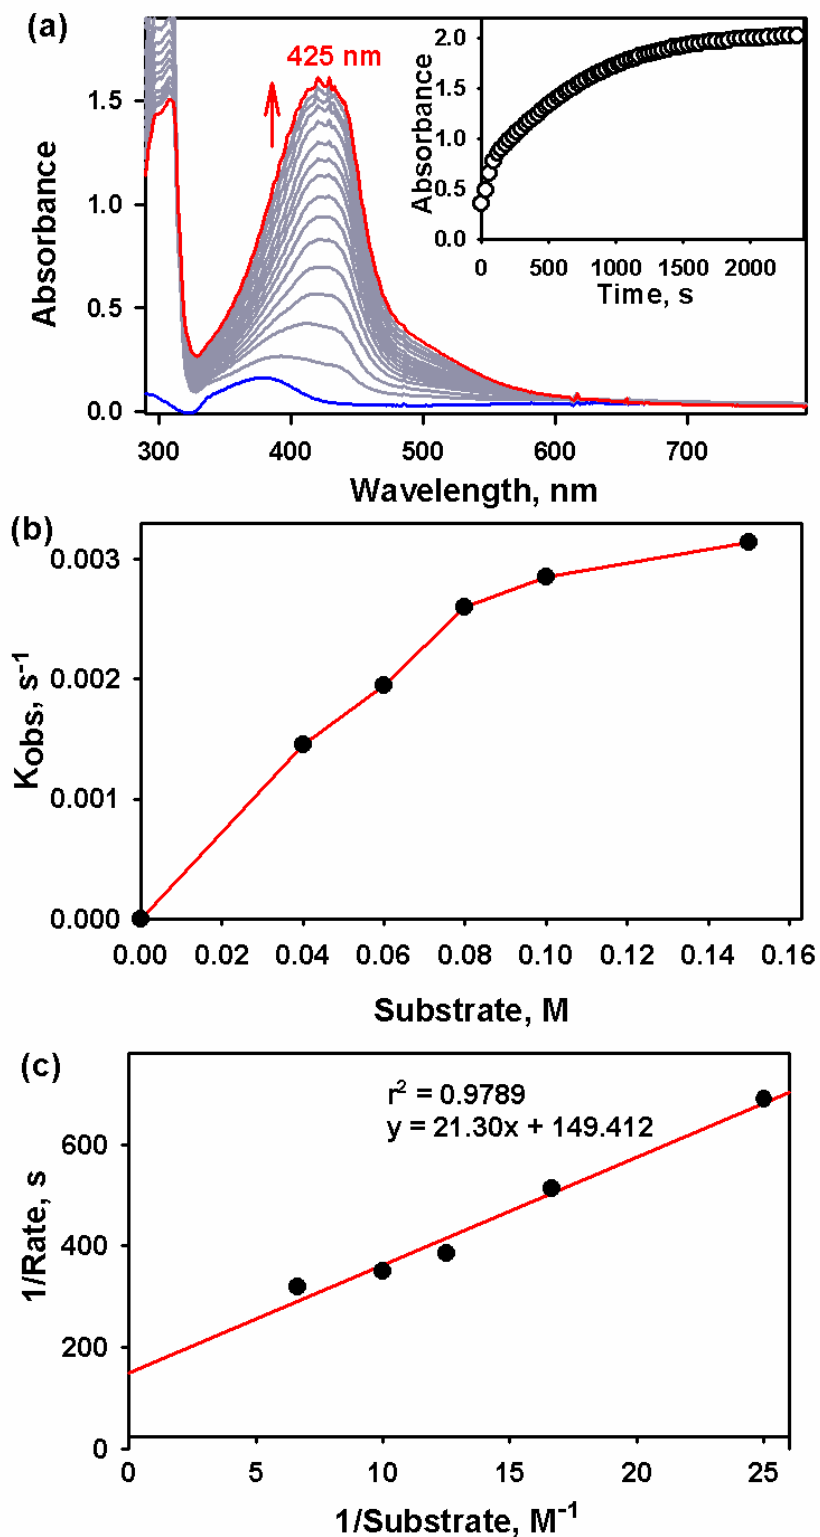 (a)
425 nm
Absorbance
1.5
1.0
0.5
0.0
300 400 500 600 700
Wavelength, nm
Absorbance
2.0
1.5
1.0
0.5
0.0
0 500 1000 1500 2000
Time, s
(b)
Kobs, s-1
0.003
0.002
0.001
0.000
0.00 0.02 0.04 0.06 0.08 0.10 0.12 0.14 0.16
Substrate, M
(c)
r2 = 0.9789
y = 21.30x + 149.412
1/Rate, s
600
400
200
0
0 5 10 15 20 25
1/Substrate, M-1